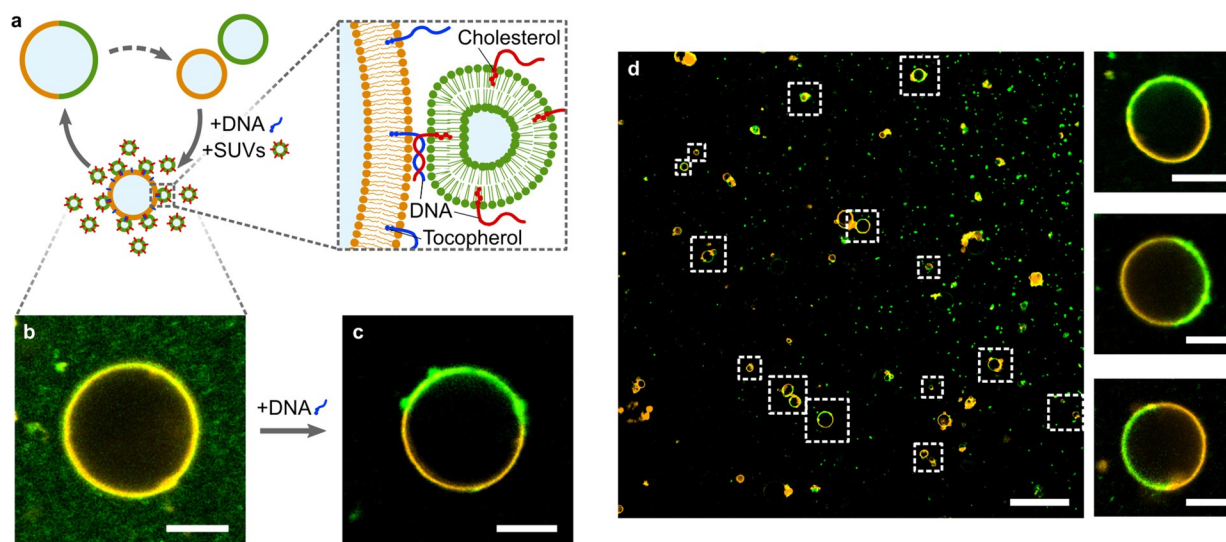 a
+DNA
+SUVs
Cholesterol
DNA
Tocopherol
b
+DNA
c
d